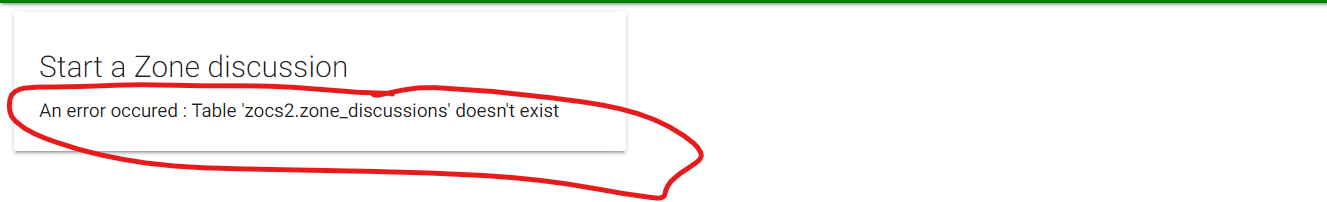 Start a Zone discussion
An error occured : Table 'zocs2.zone_discussions' doesn't exist